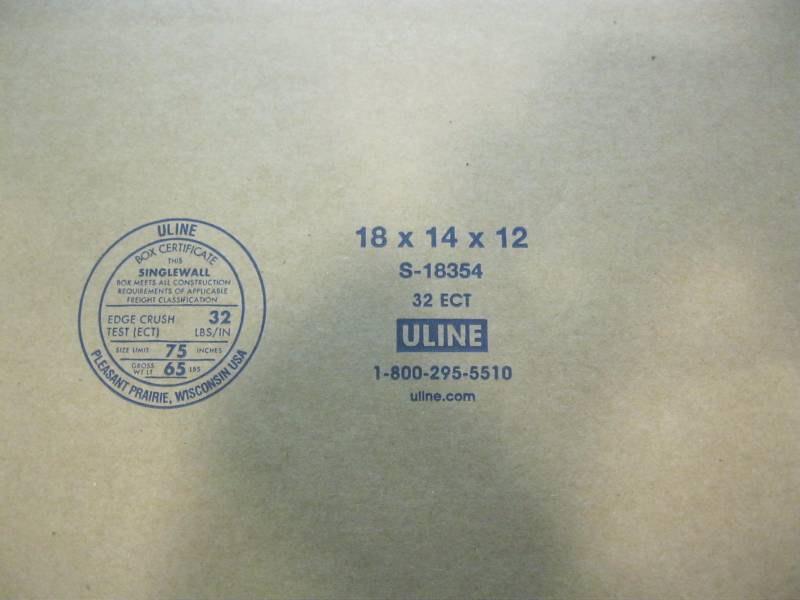 ULINE
BOX CERTIFICATE
THIS
SINGLEWALL
BOX MEETS ALL CONSTRUCTION
REQUIREMENTS OF APPLICABLE
FREIGHT CLASSIFICATION
EDGE CRUSH TEST (ECT) 32 LBS/IN
SIZE LIMIT 75 INCHES
GROSS WT LT 65 LBS
PLEASANT PRAIRIE, WISCONSIN USA
18 x 14 x 12
S-18354
32 ECT
ULINE
1-800-295-5510
uline.com